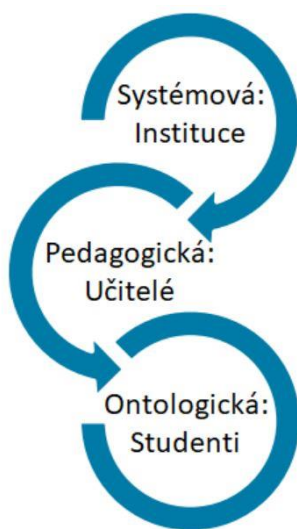 Systémová:
Instituce
Pedagogická:
Učitelé
Ontologická:
Studenti